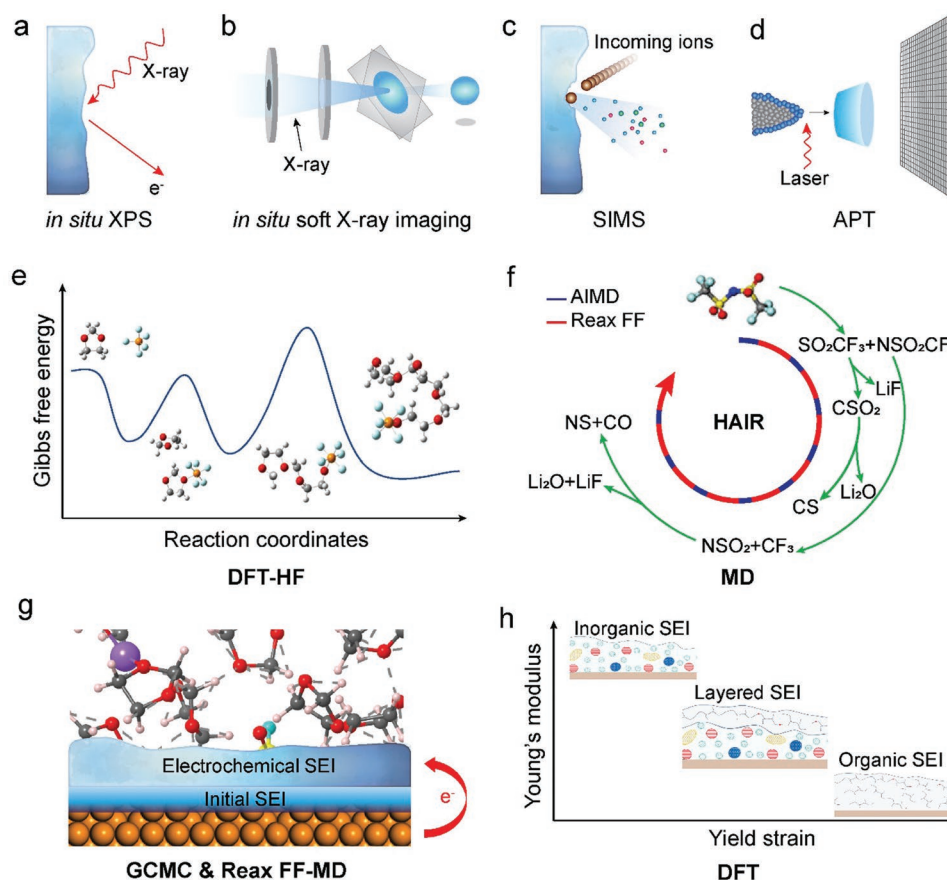 a
X-ray
e-
in situ XPS
b
X-ray
in situ soft X-ray imaging
c
Incoming ions
SIMS
d
Laser
APT
e
Gibbs free energy
Reaction coordinates
DFT-HF
f
AIMD
Reax FF
HAIR
SO₂CF₃+NSO₂CF
LiF
CSO₂
Li₂O
CS
NSO₂+CF₃
Li₂O+LiF
NS+CO
MD
g
Electrochemical SEI
Initial SEI
e-
GCMC & Reax FF-MD
h
Young's modulus
Inorganic SEI
Layered SEI
Organic SEI
Yield strain
DFT